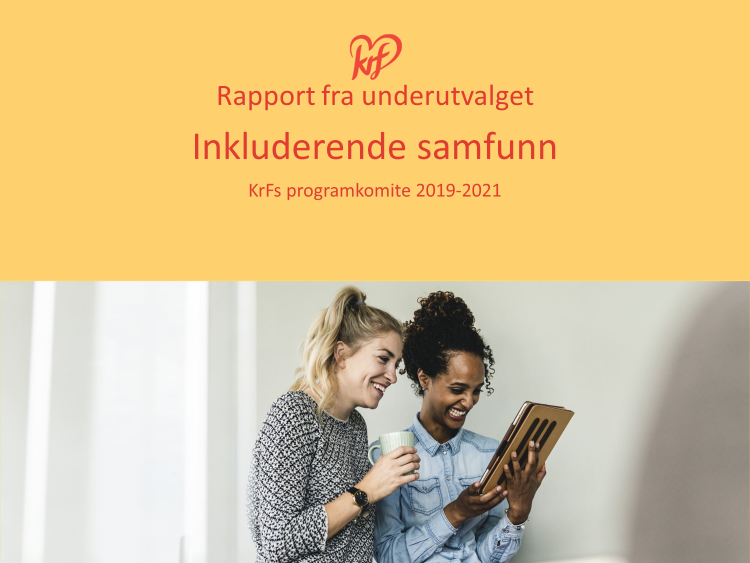 krf
Rapport fra underutvalget
Inkluderende samfunn
KrFs programkomite 2019-2021